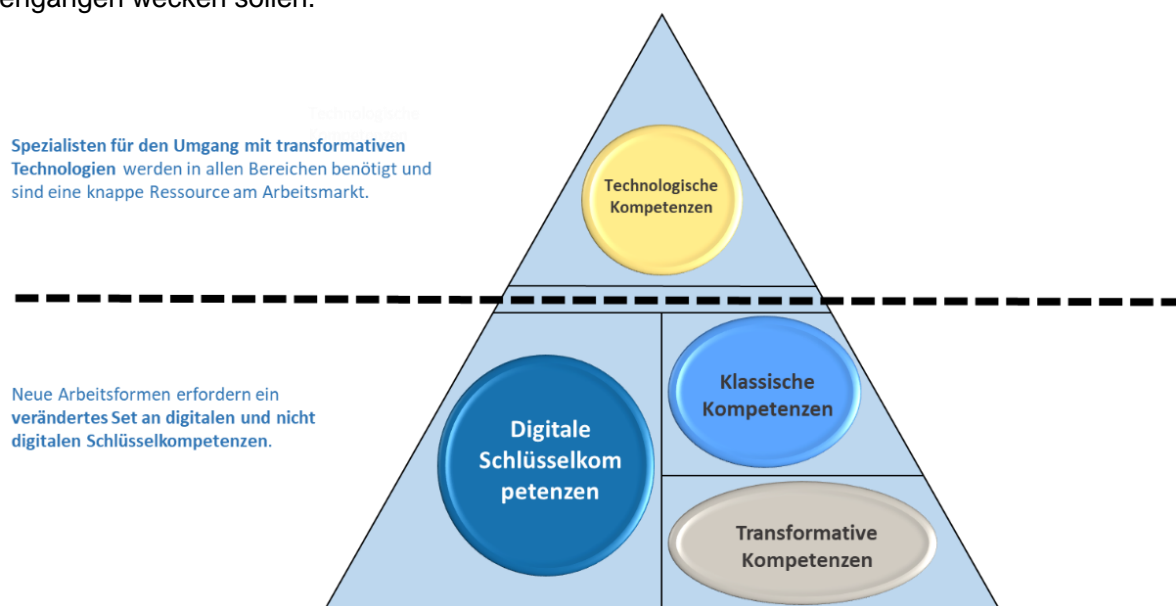 engängen wecken sollen.
Technologische
Spezialisten für den Umgang mit transformativen
Technologien werden in allen Bereichen benötigt und
sind eine knappe Ressource am Arbeitsmarkt.
Technologische
Kompetenzen
Neue Arbeitsformen erfordern ein
verändertes Set an digitalen und nicht
digitalen Schlüsselkompetenzen.
Digitale
Schlüsselkom
petenzen
Klassische
Kompetenzen
Transformative
Kompetenzen